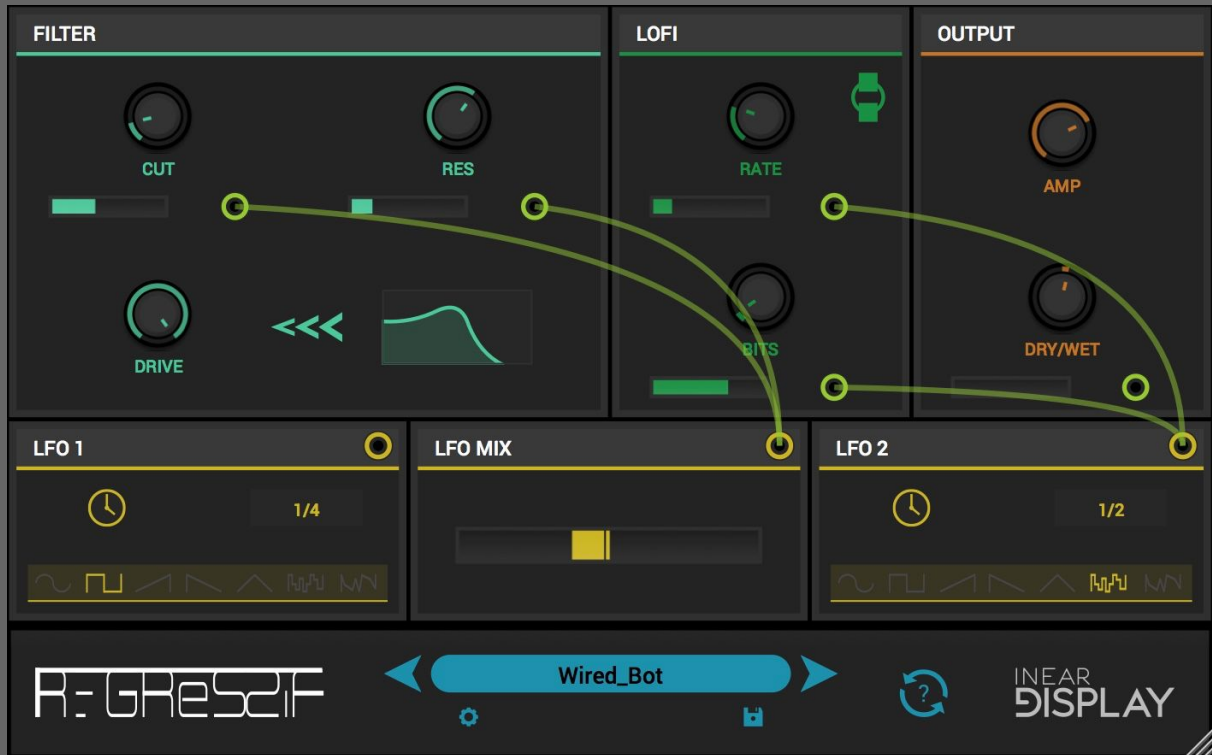 FILTER
LOFI
OUTPUT
CUT
RES
RATE
AMP
DRIVE
BITS
DRY/WET
LFO 1
LFO MIX
LFO 2
1/4
1/2
REGReSSiF
Wired_Bot
?
INEAR
DISPLAY